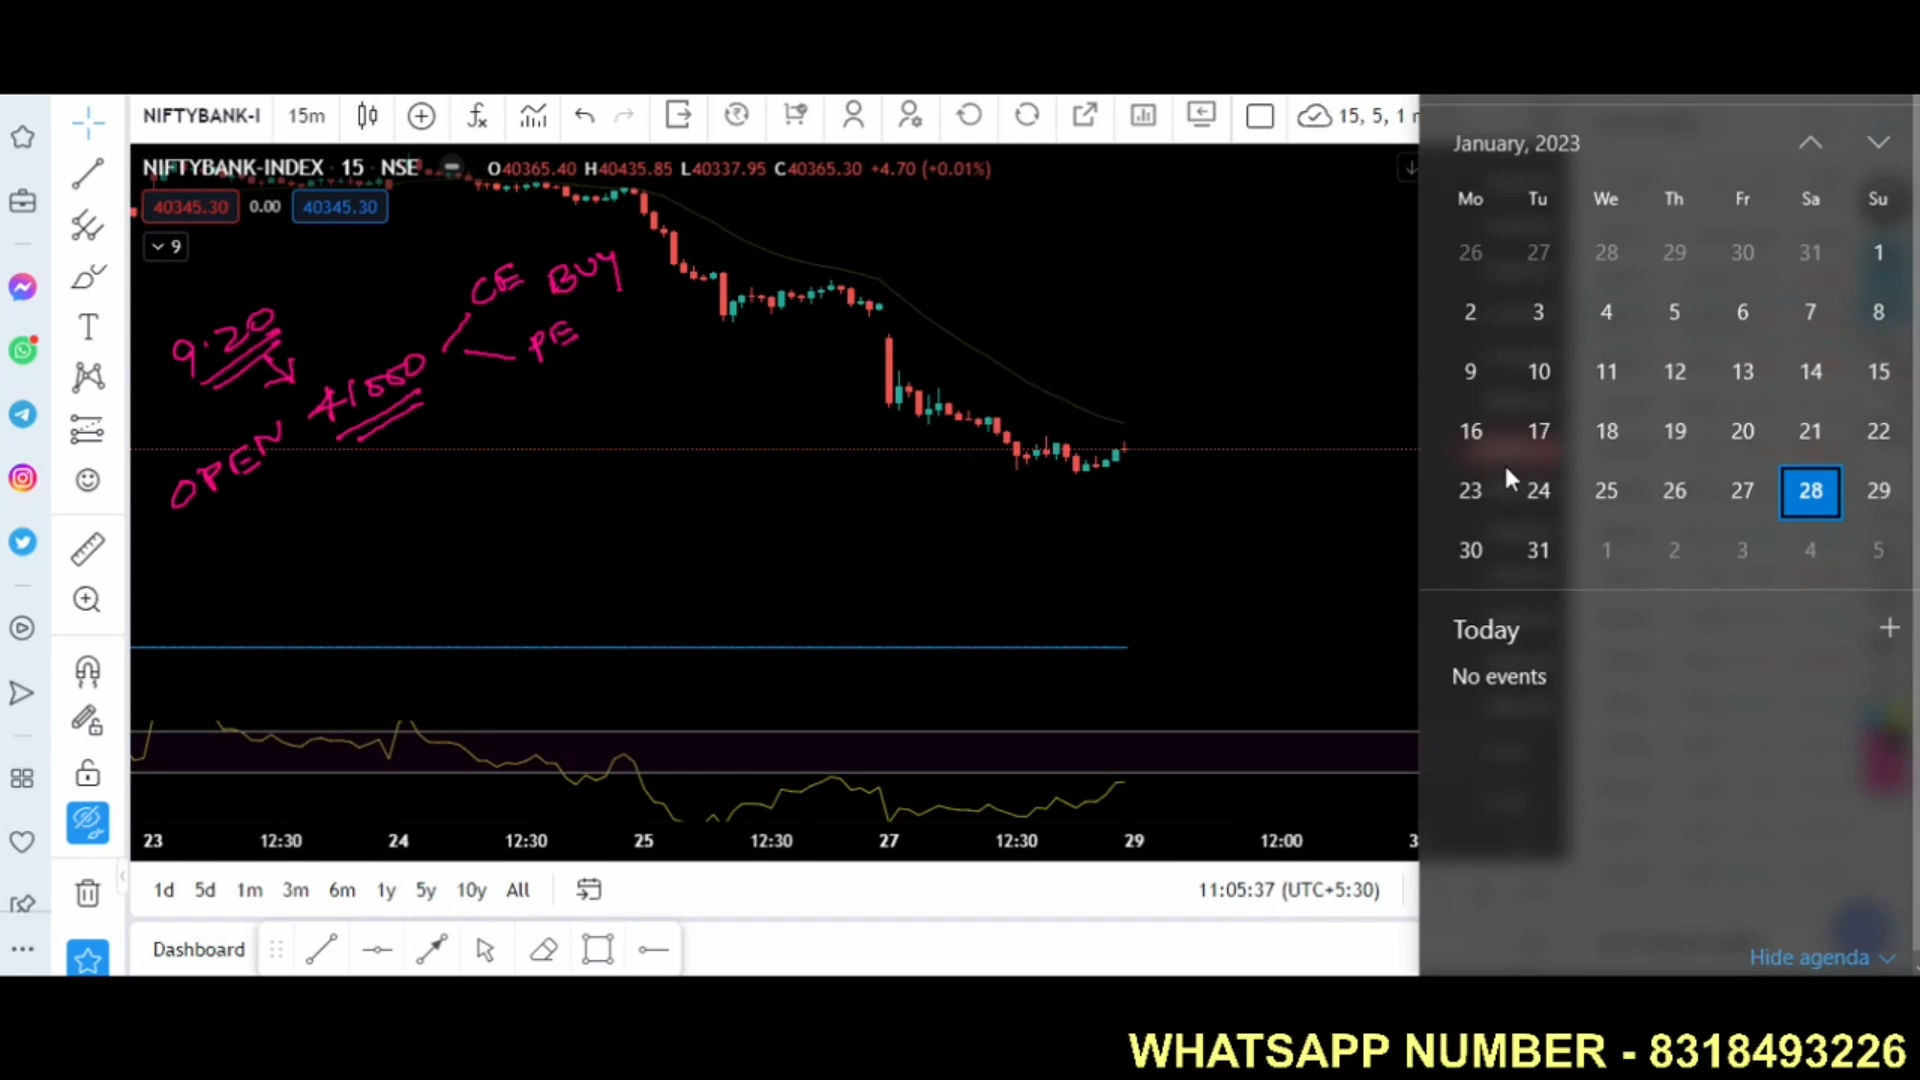 NIFTYBANK-I 15m 15, 5, 1 m
NIFTYBANK-INDEX 15 NSE O40365.40 H40435.85 L40337.95 C40365.30 +4.70 (+0.01%)
40345.30 0.00 40345.30
9
CE BUY
PE
9.20
OPEN
23 12:30 24 12:30 25 12:30 27 12:30 29 12:00 3
1d 5d 1m 3m 6m 1y 5y 10y All 11:05:37 (UTC+5:30)
Dashboard
January, 2023
Mo Tu We Th Fr Sa Su
26 27 28 29 30 31 1
2 3 4 5 6 7 8
9 10 11 12 13 14 15
16 17 18 19 20 21 22
23 24 25 26 27 28 29
30 31 1 2 3 4 5
Today
No events
Hide agenda
WHATSAPP NUMBER - 8318493226